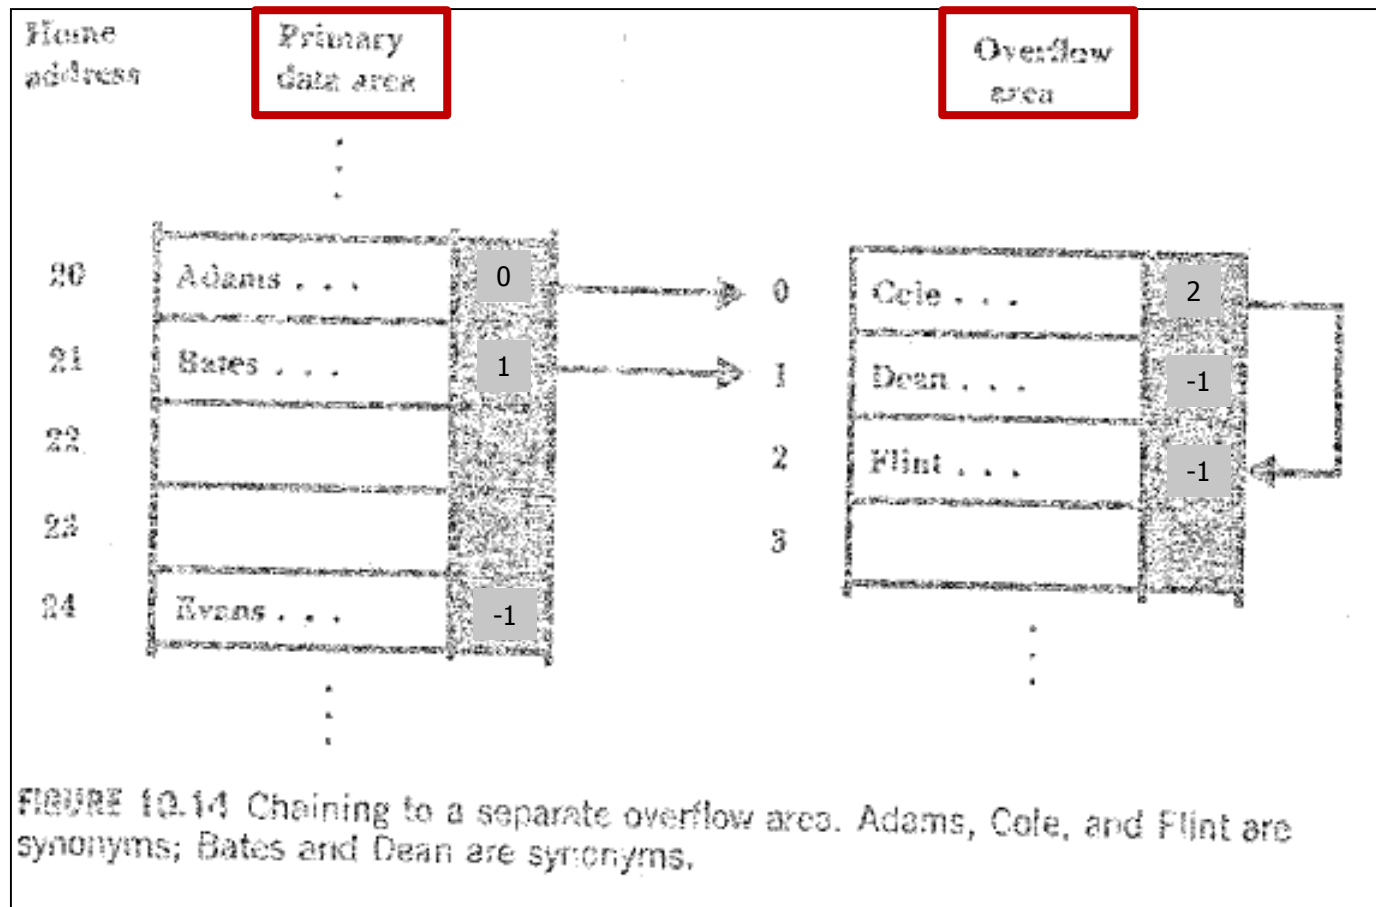 Home
address
Primary
data area
Overflow
area
20 Adams . . . 0
21 Bates . . . 1
22
23
24 Evans . . . -1
0 Cole . . . 2
1 Dean . . . -1
2 Flint . . . -1
3
FIGURE 10.14 Chaining to a separate overflow area. Adams, Cole, and Flint are
synonyms; Bates and Dean are synonyms.